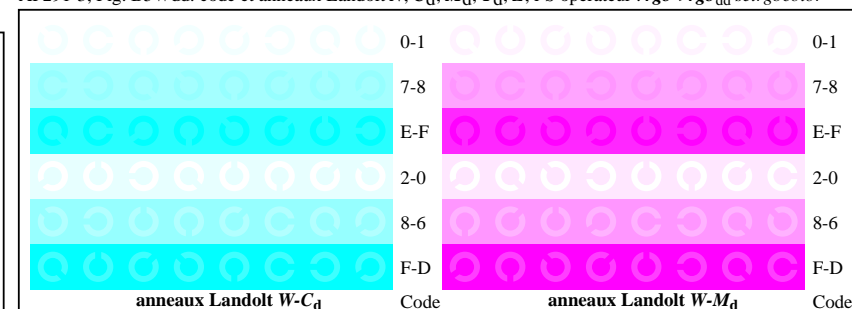 0-1 0-1
7-8 7-8
E-F E-F
2-0 2-0
8-6 8-6
F-D F-D
anneaux Landolt W-Cd Code anneaux Landolt W-Md Code